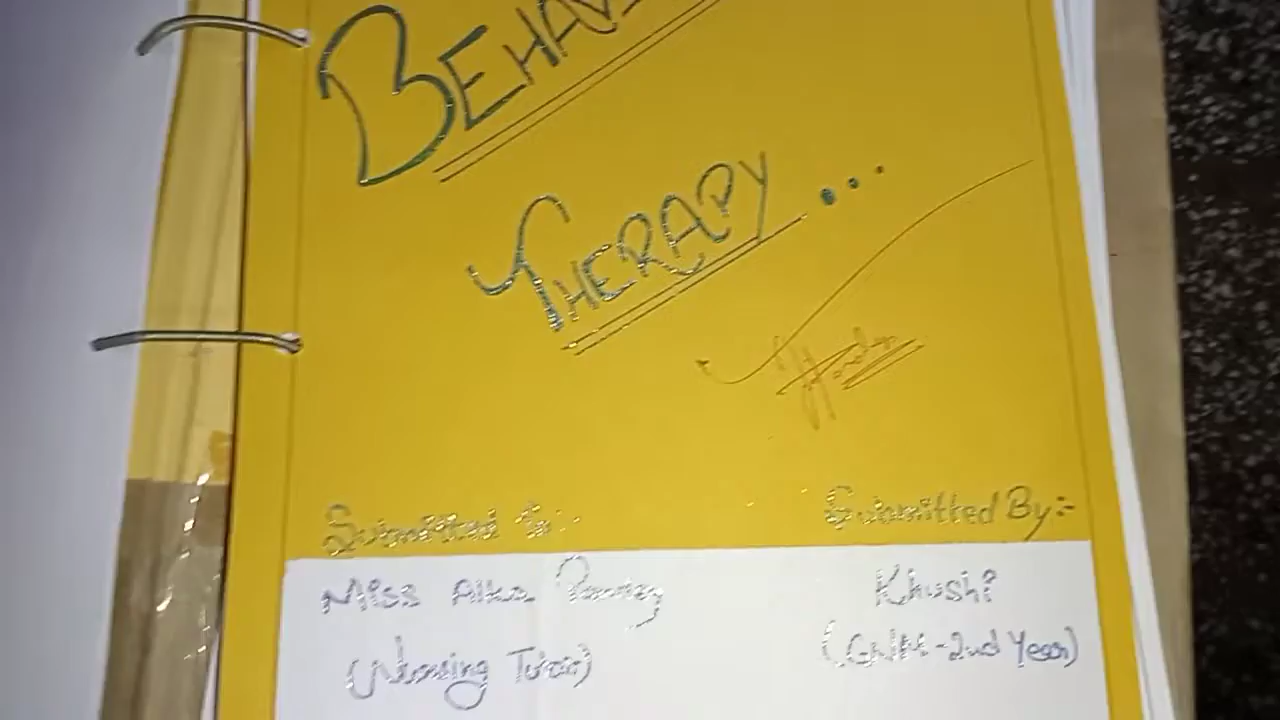 BEHAV
THERAPY...
Submitted to:-
Submitted By:-
Miss Alka Pandey
Khushi
(Nursing Tutor)
(GNM-2nd Year)